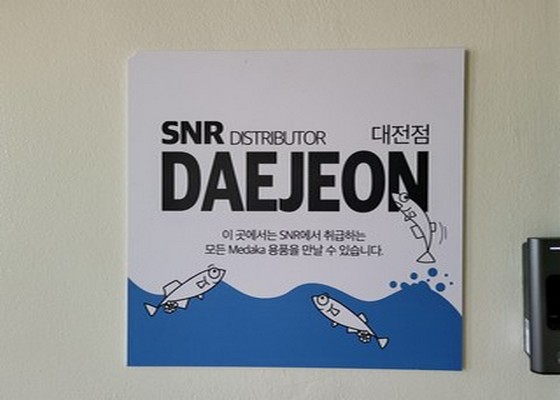 SNR DISTRIBUTOR 대전점
DAEJEON
이 곳에서는 SNR에서 취급하는
모든 Medaka 용품을 만날 수 있습니다.